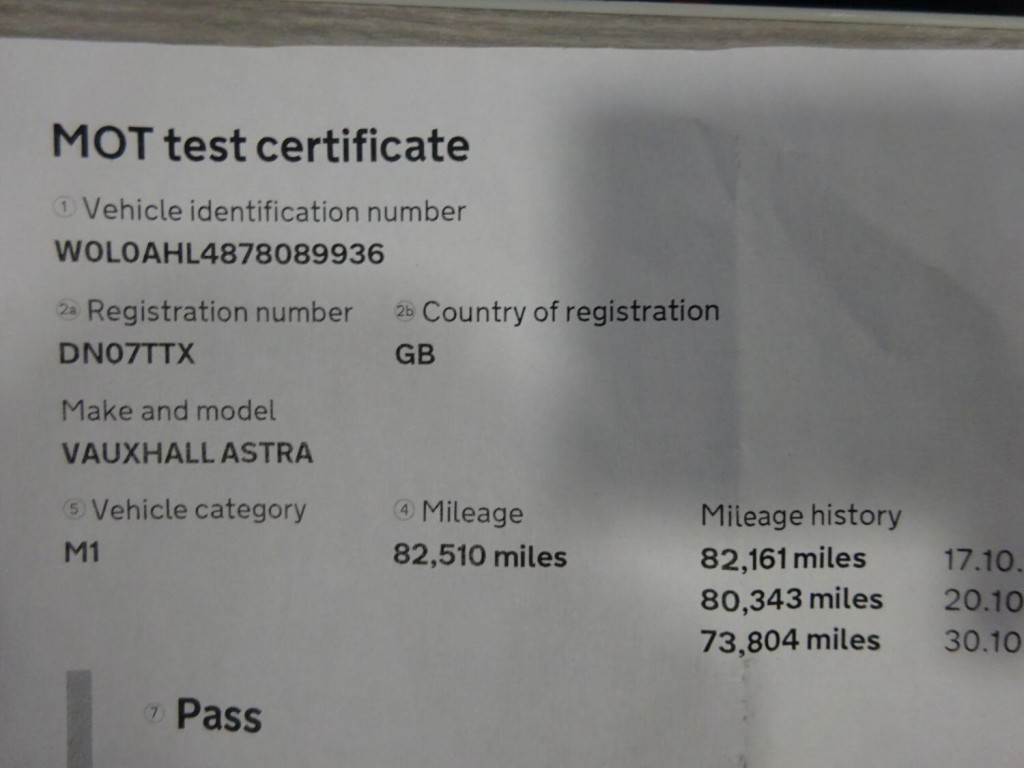 MOT test certificate
1 Vehicle identification number
W0L0AHL4878089936
2a Registration number 2b Country of registration
DN07TTX GB
Make and model
VAUXHALL ASTRA
5 Vehicle category 4 Mileage Mileage history
M1 82,510 miles 82,161 miles 17.10.
80,343 miles 20.10
73,804 miles 30.10
7 Pass